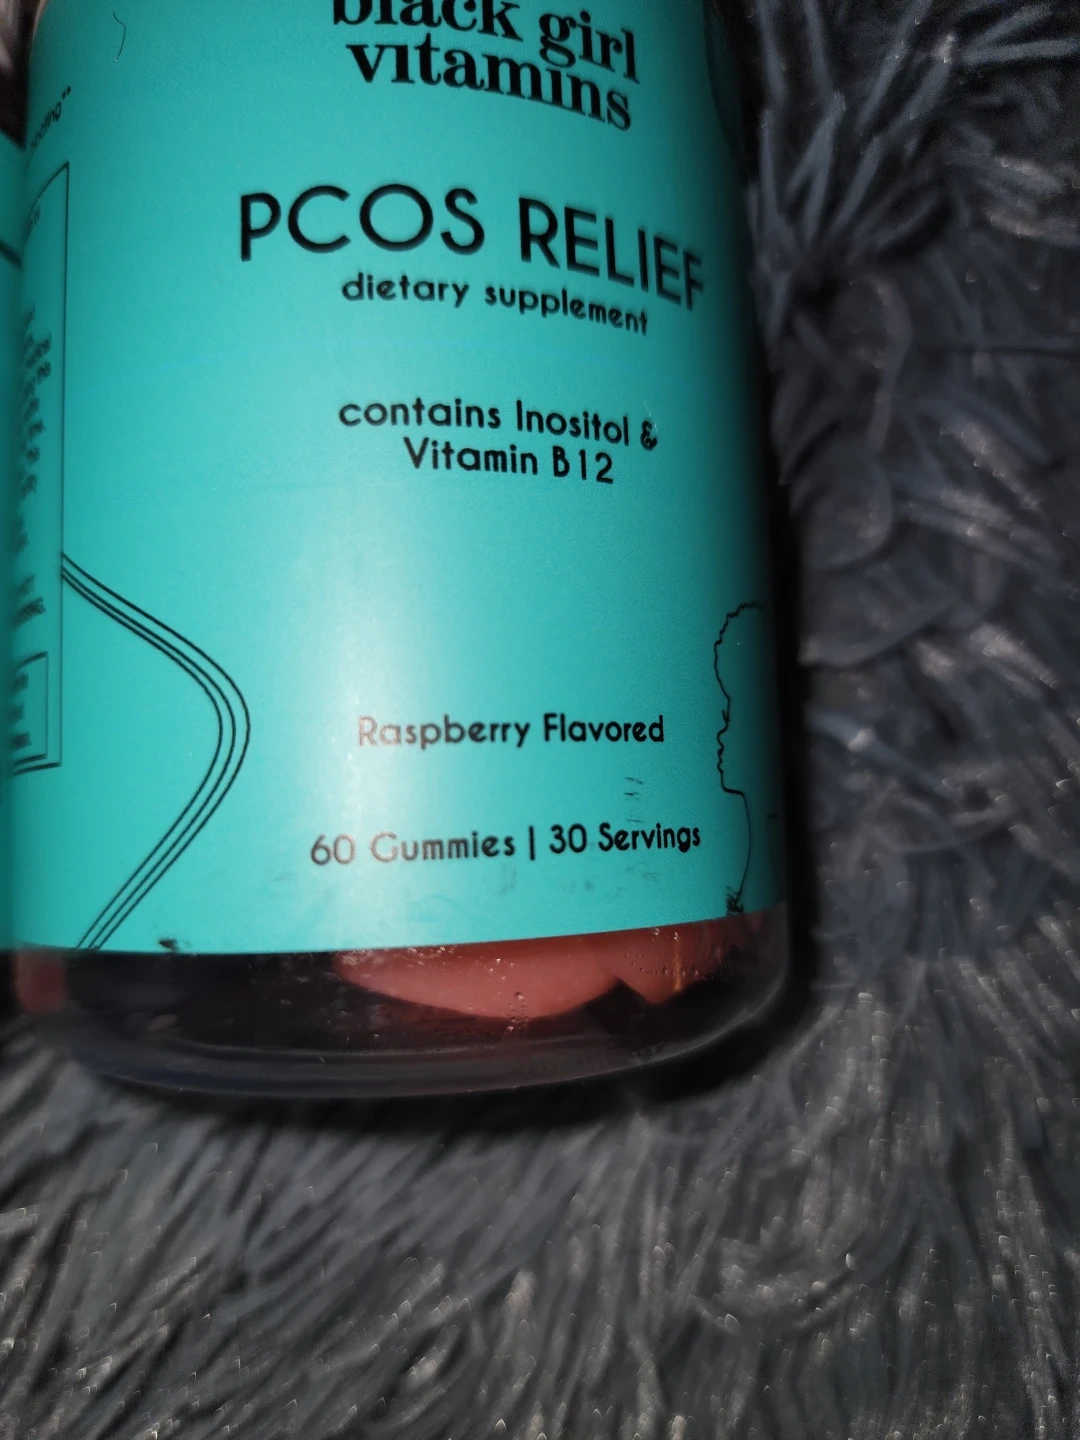 black girl
vitamins
PCOS RELIEF
dietary supplement
contains Inositol &
Vitamin B12
Raspberry Flavored
60 Gummies | 30 Servings